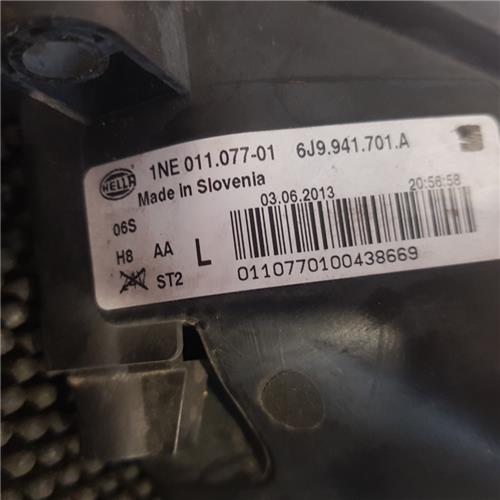 HELLA 1NE 011.077-01 6J9.941.701.A
Made in Slovenia
03.06.2013 20:56:58
06S
H8 AA L
ST2
0110770100438669